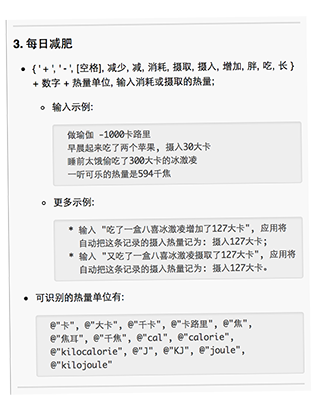 3. 每日减肥
{ ' + ', ' - ', [空格], 减少, 减, 消耗, 摄取, 摄入, 增加, 胖, 吃, 长 }
+ 数字 + 热量单位, 输入消耗或摄取的热量;
输入示例:
做瑜伽 -1000卡路里
早晨起来吃了两个苹果, 摄入30大卡
睡前太饿偷吃了300大卡的冰激凌
一听可乐的热量是594千焦
更多示例:
* 输入 "吃了一盒八喜冰激凌增加了127大卡", 应用将
自动把这条记录的摄入热量记为: 摄入127大卡;
* 输入 "又吃了一盒八喜冰激凌摄取了127大卡", 应用将
自动把这条记录的摄入热量记为: 摄入127大卡。
可识别的热量单位有:
@"卡", @"大卡", @"千卡", @"卡路里", @"焦",
@"焦耳", @"千焦", @"cal", @"calorie",
@"kilocalorie", @"J", @"KJ", @"joule",
@"kilojoule"